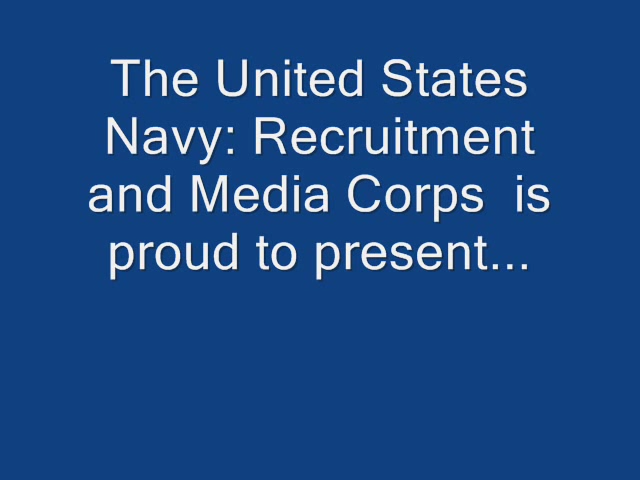 The United States
Navy: Recruitment
and Media Corps  is
proud to present...